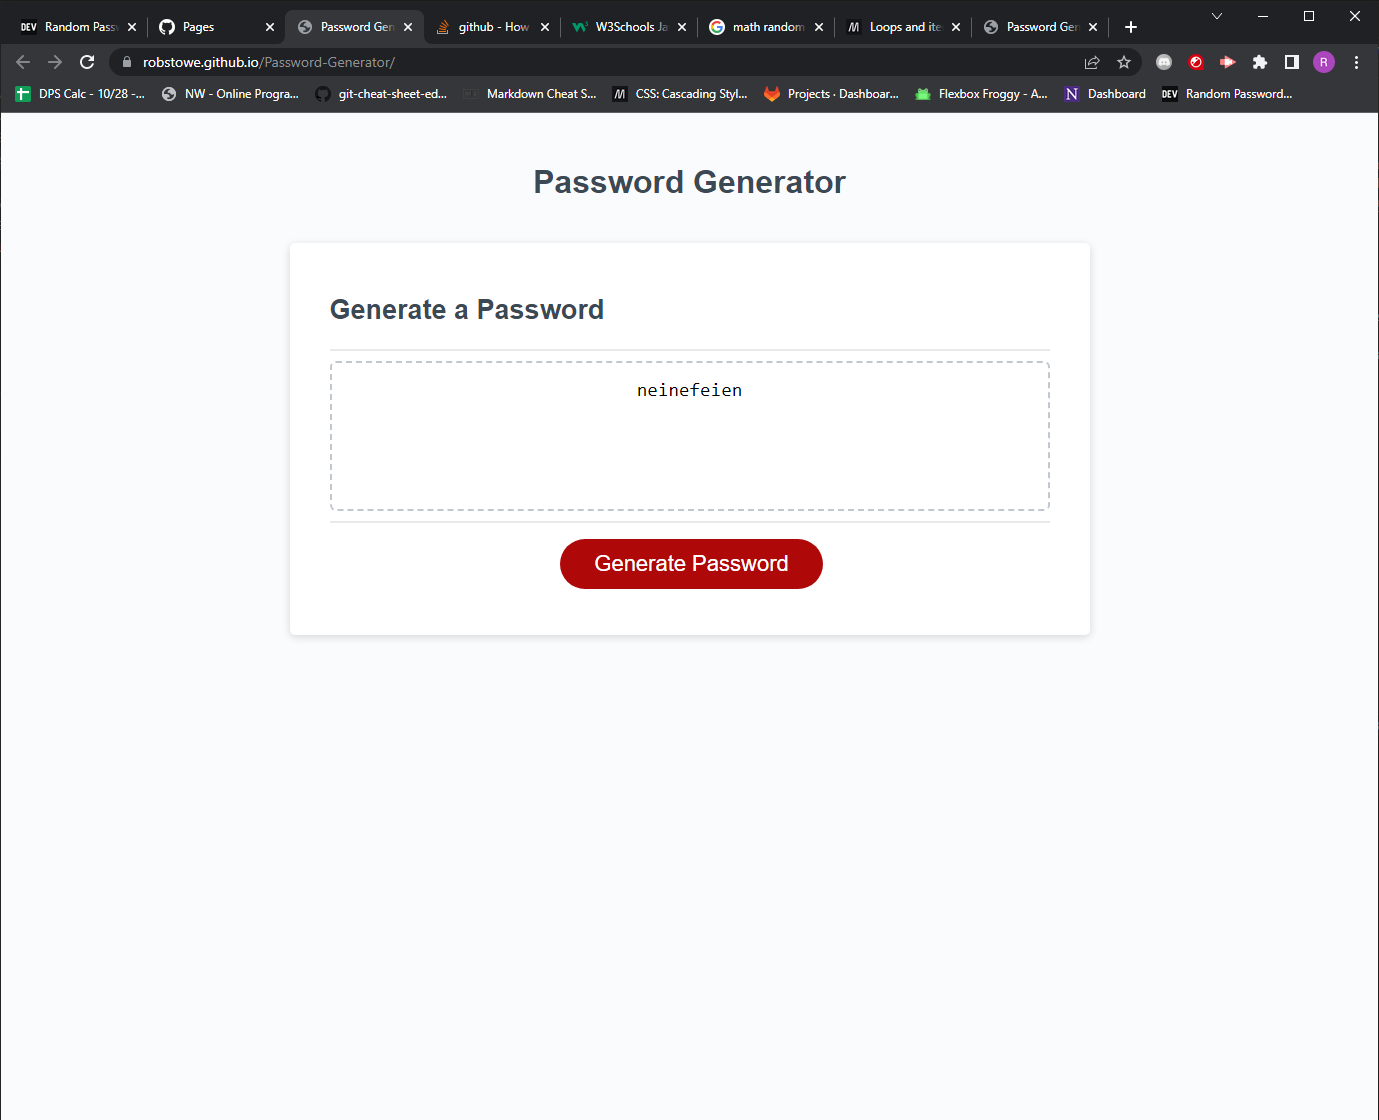 DEV Random Pass
Pages
Password Gen
github - How
W3Schools Ja
math random
Loops and ite
Password Gen
robstowe.github.io/Password-Generator/
R
DPS Calc - 10/28 -...
NW - Online Progra...
git-cheat-sheet-ed...
Markdown Cheat S...
CSS: Cascading Styl...
Projects · Dashboar...
Flexbox Froggy - A...
N Dashboard
DEV Random Password...
Password Generator
Generate a Password
neinefeien
Generate Password